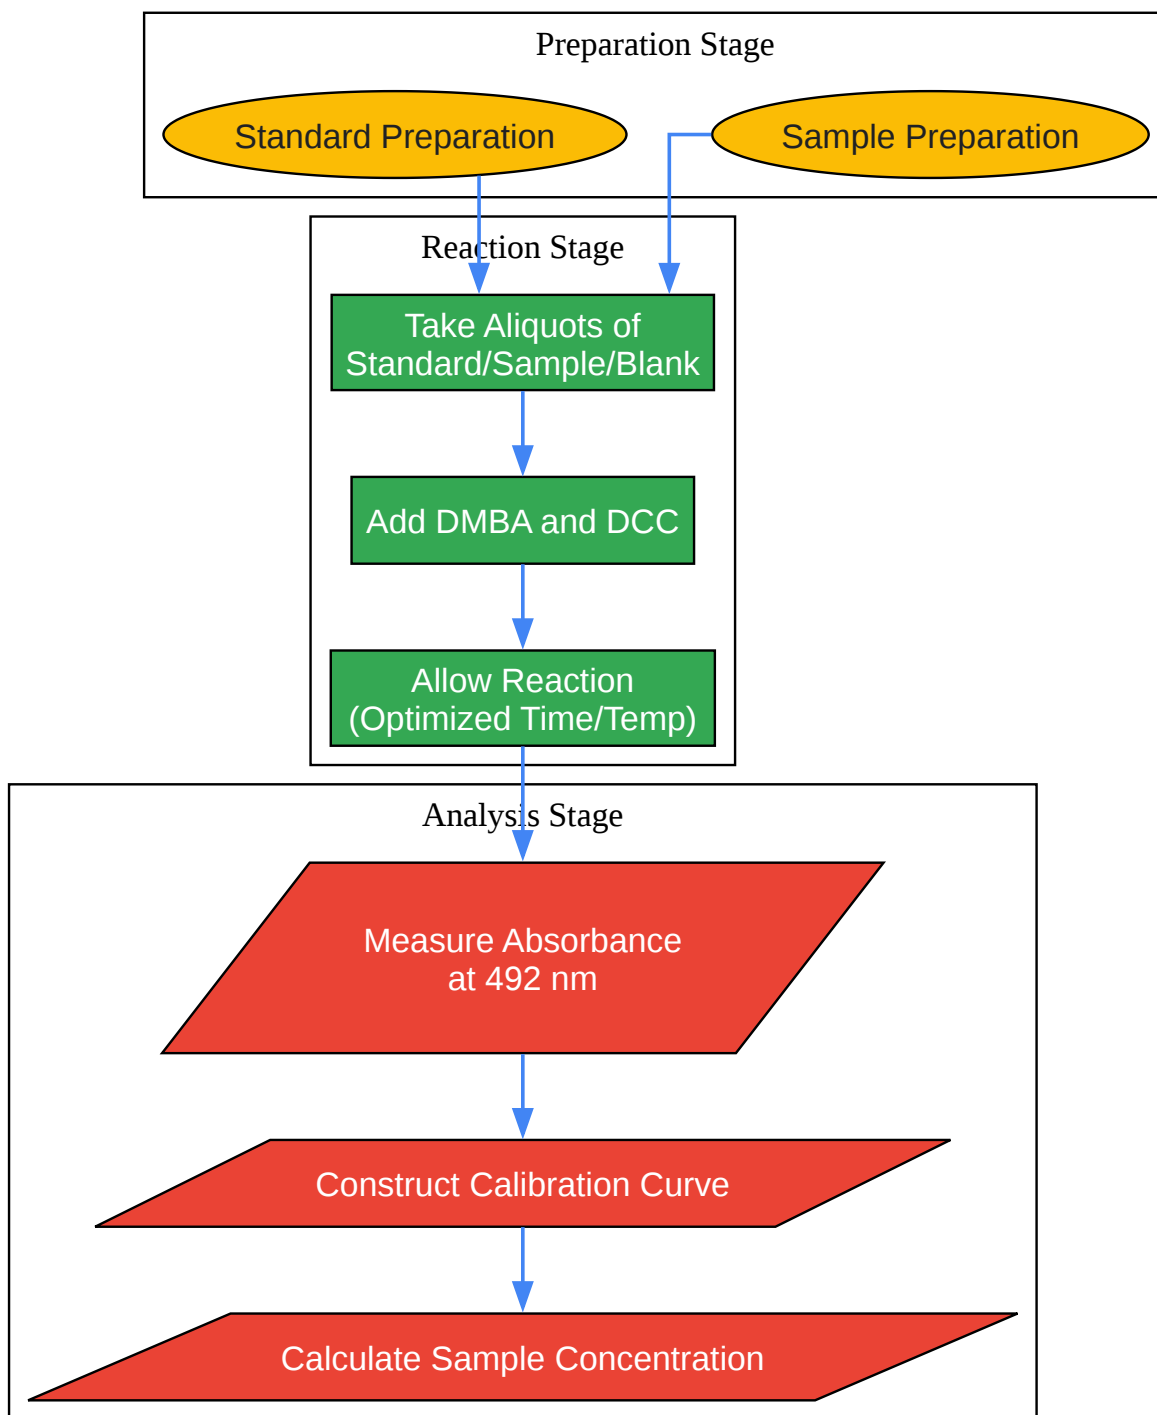 Preparation Stage
Standard Preparation
Sample Preparation
Reaction Stage
Take Aliquots of
Standard/Sample/Blank
Add DMBA and DCC
Allow Reaction
(Optimized Time/Temp)
Analysis Stage
Measure Absorbance
at 492 nm
Construct Calibration Curve
Calculate Sample Concentration